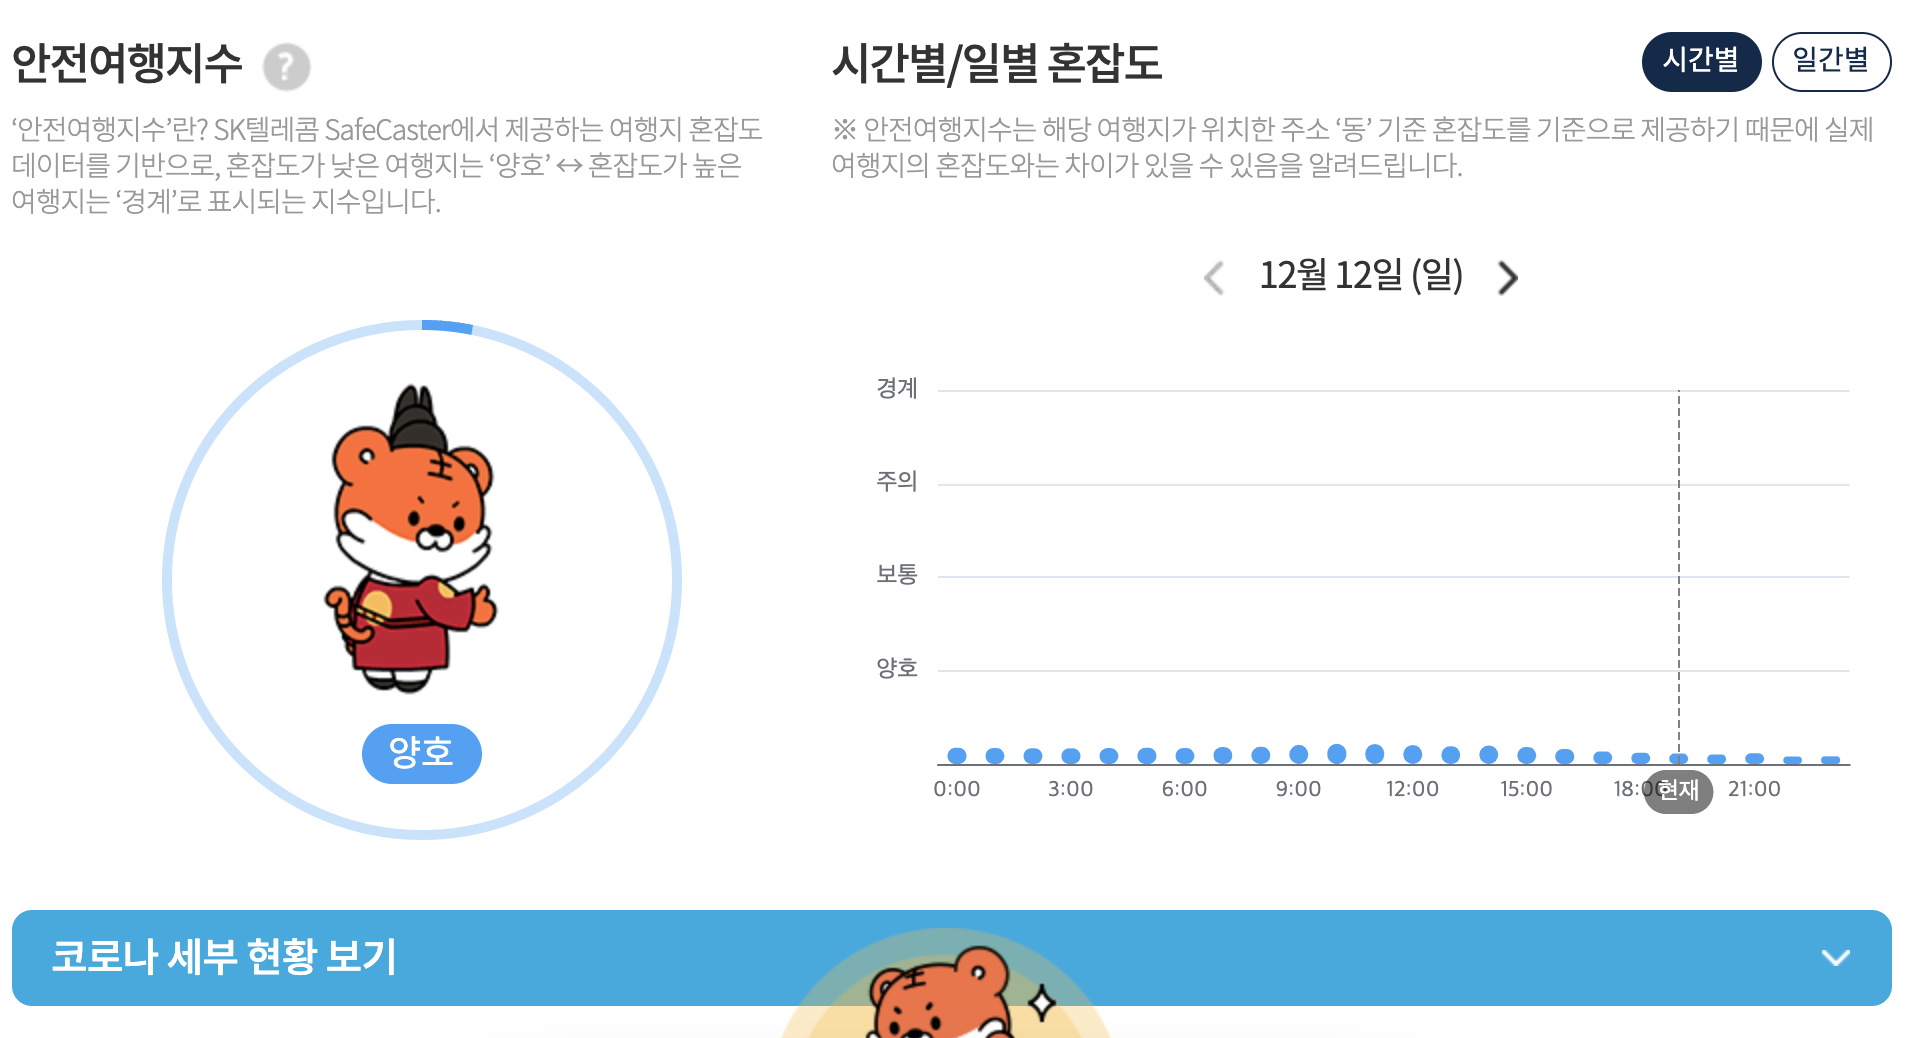 안전여행지수 ?
‘안전여행지수’란? SK텔레콤 SafeCaster에서 제공하는 여행지 혼잡도
데이터를 기반으로, 혼잡도가 낮은 여행지는 ‘양호’ ↔ 혼잡도가 높은
여행지는 ‘경계’로 표시되는 지수입니다.
양호
시간별/일별 혼잡도
시간별 일간별
※ 안전여행지수는 해당 여행지가 위치한 주소 ‘동’ 기준 혼잡도를 기준으로 제공하기 때문에 실제
여행지의 혼잡도와는 차이가 있을 수 있음을 알려드립니다.
12월 12일 (일)
경계
주의
보통
양호
0:00 3:00 6:00 9:00 12:00 15:00 18:00 현재 21:00
코로나 세부 현황 보기